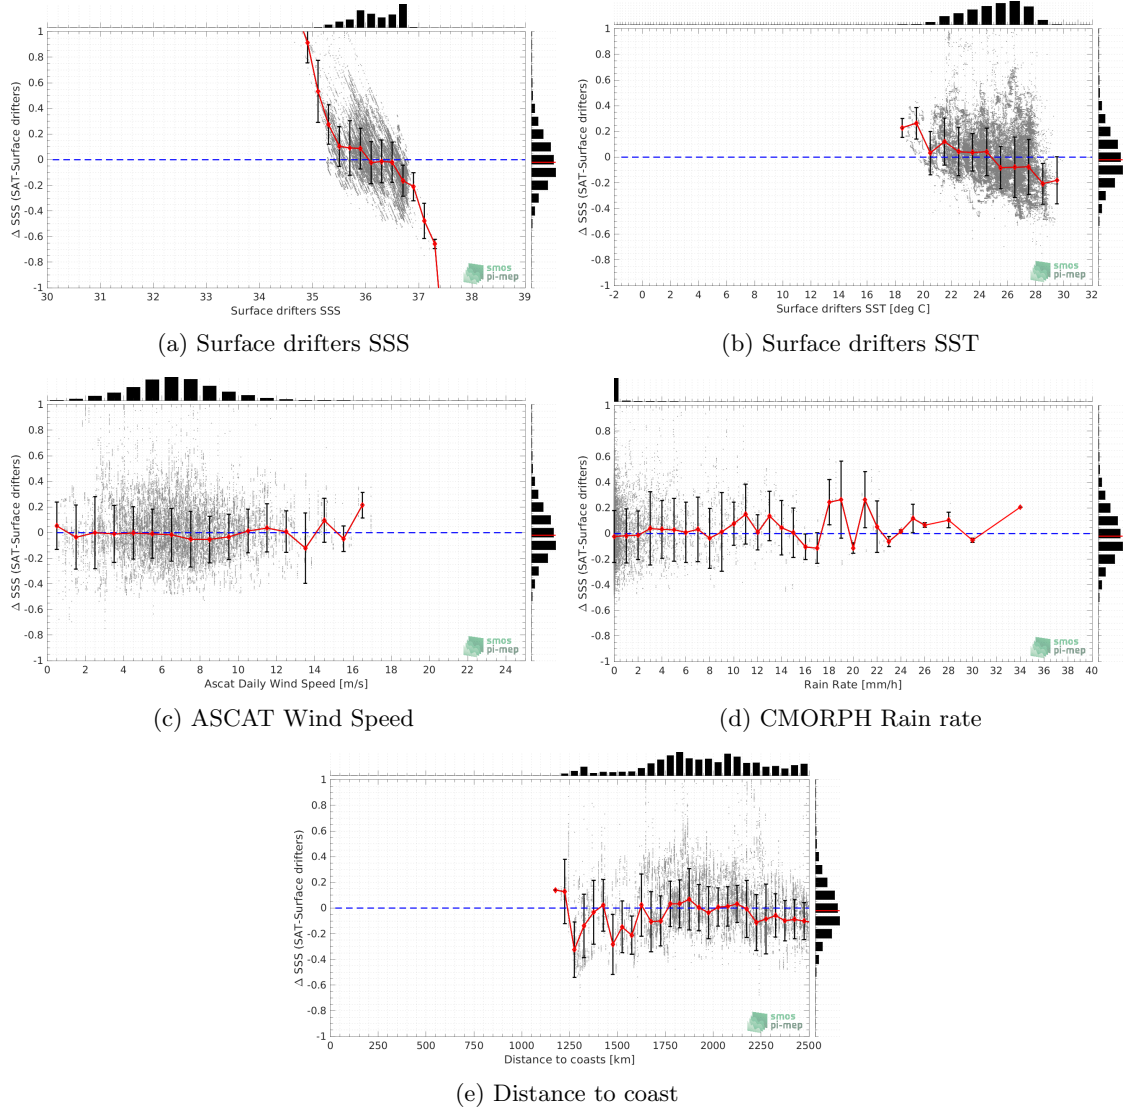 1
0.8
0.6
0.4
0.2
0
-0.2
-0.4
-0.6
-0.8
-1
Δ SSS (SAT-Surface drifters)
30 31 32 33 34 35 36 37 38 39
Surface drifters SSS
smos
pi-mep
(a) Surface drifters SSS
1
0.8
0.6
0.4
0.2
0
-0.2
-0.4
-0.6
-0.8
-1
Δ SSS (SAT-Surface drifters)
-2 0 2 4 6 8 10 12 14 16 18 20 22 24 26 28 30 32
Surface drifters SST [deg C]
smos
pi-mep
(b) Surface drifters SST
1
0.8
0.6
0.4
0.2
0
-0.2
-0.4
-0.6
-0.8
-1
Δ SSS (SAT-Surface drifters)
0 2 4 6 8 10 12 14 16 18 20 22 24
Ascat Daily Wind Speed [m/s]
smos
pi-mep
(c) ASCAT Wind Speed
1
0.8
0.6
0.4
0.2
0
-0.2
-0.4
-0.6
-0.8
-1
Δ SSS (SAT-Surface drifters)
0 2 4 6 8 10 12 14 16 18 20 22 24 26 28 30 32 34 36 38 40
Rain Rate [mm/h]
smos
pi-mep
(d) CMORPH Rain rate
1
0.8
0.6
0.4
0.2
0
-0.2
-0.4
-0.6
-0.8
-1
Δ SSS (SAT-Surface drifters)
0 250 500 750 1000 1250 1500 1750 2000 2250 2500
Distance to coasts [km]
smos
pi-mep
(e) Distance to coast